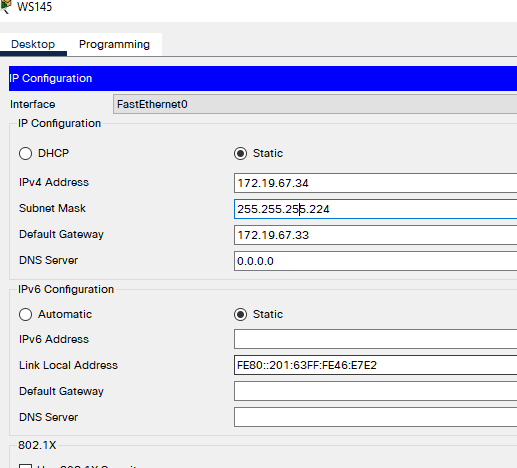 WS145
Desktop Programming
IP Configuration
Interface FastEthernet0
IP Configuration
DHCP Static
IPv4 Address 172.19.67.34
Subnet Mask 255.255.255.224
Default Gateway 172.19.67.33
DNS Server 0.0.0.0
IPv6 Configuration
Automatic Static
IPv6 Address
Link Local Address FE80::201:63FF:FE46:E7E2
Default Gateway
DNS Server
802.1X